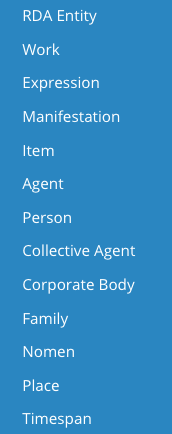 RDA Entity
Work
Expression
Manifestation
Item
Agent
Person
Collective Agent
Corporate Body
Family
Nomen
Place
Timespan